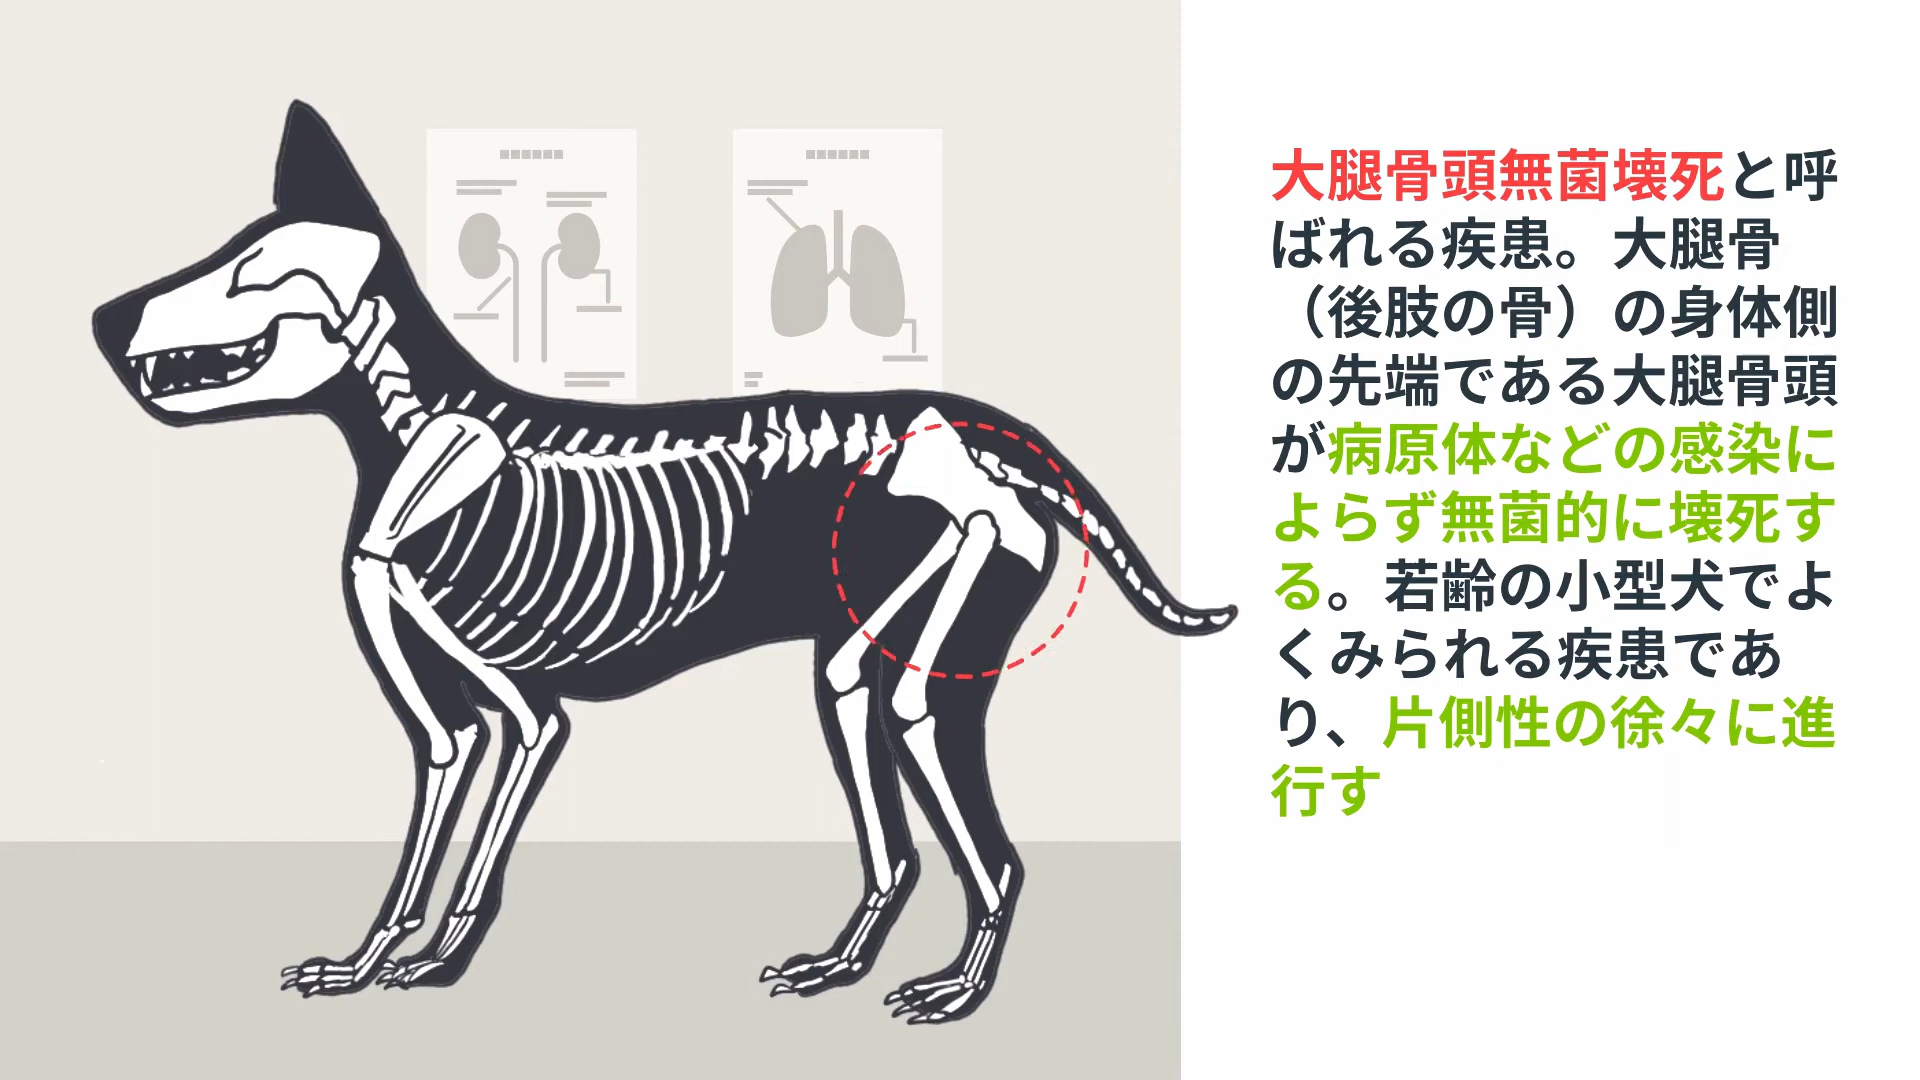 大腿骨頭無菌壊死と呼
ばれる疾患。大腿骨
（後肢の骨）の身体側
の先端である大腿骨頭
が病原体などの感染に
よらず無菌的に壊死す
る。若齢の小型犬でよ
くみられる疾患であ
り、片側性の徐々に進
行す